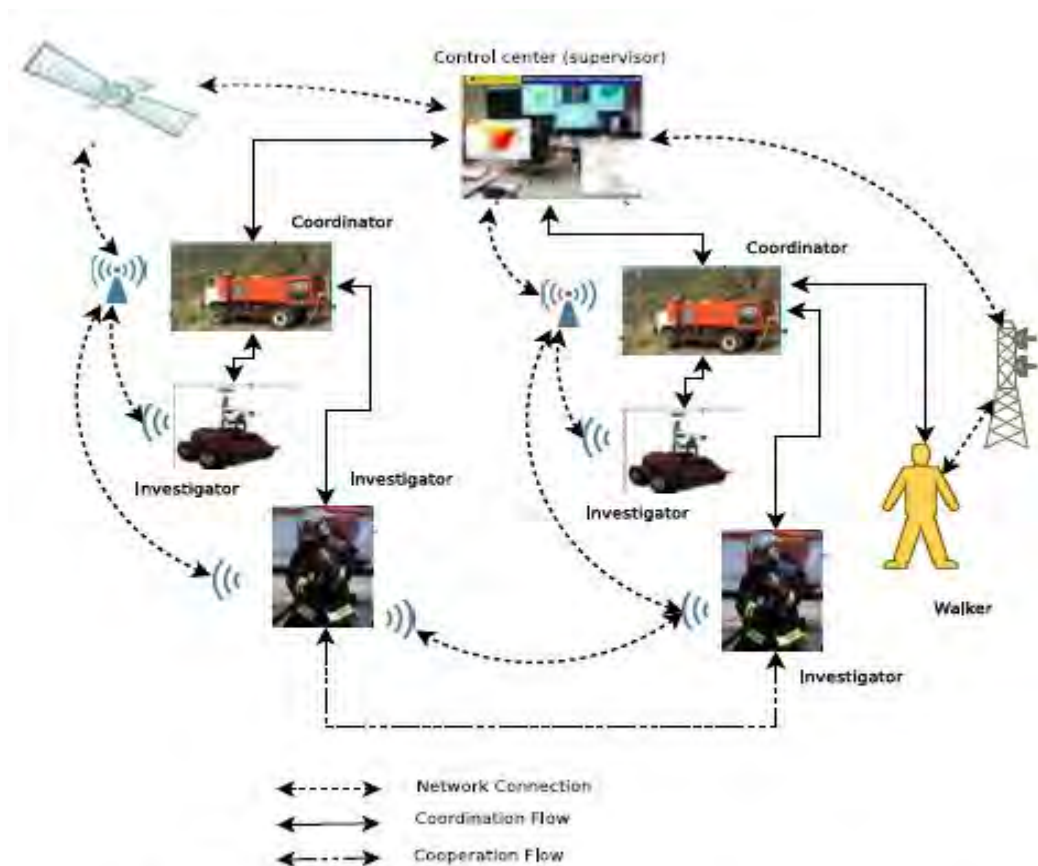 Control center (supervisor)
Coordinator
Coordinator
Investigator
Investigator
Investigator
Walker
Investigator
Network Connection
Coordination Flow
Cooperation Flow